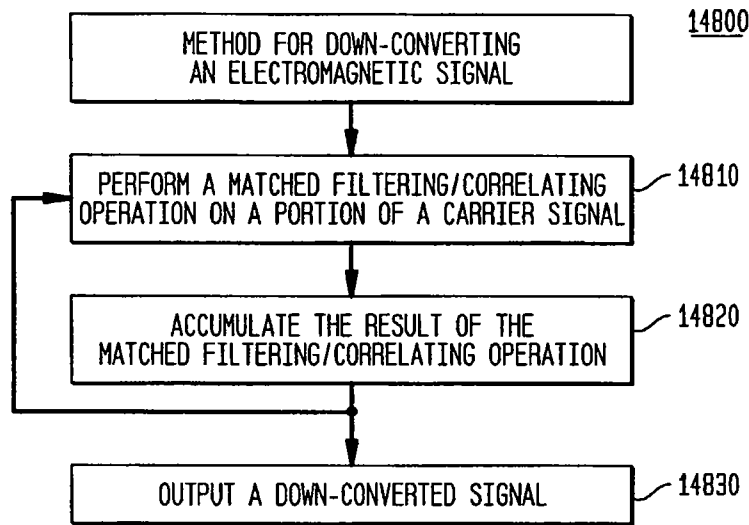 14800
METHOD FOR DOWN-CONVERTING
AN ELECTROMAGNETIC SIGNAL
PERFORM A MATCHED FILTERING/CORRELATING
OPERATION ON A PORTION OF A CARRIER SIGNAL
14810
ACCUMULATE THE RESULT OF THE
MATCHED FILTERING/CORRELATING OPERATION
14820
OUTPUT A DOWN-CONVERTED SIGNAL
14830